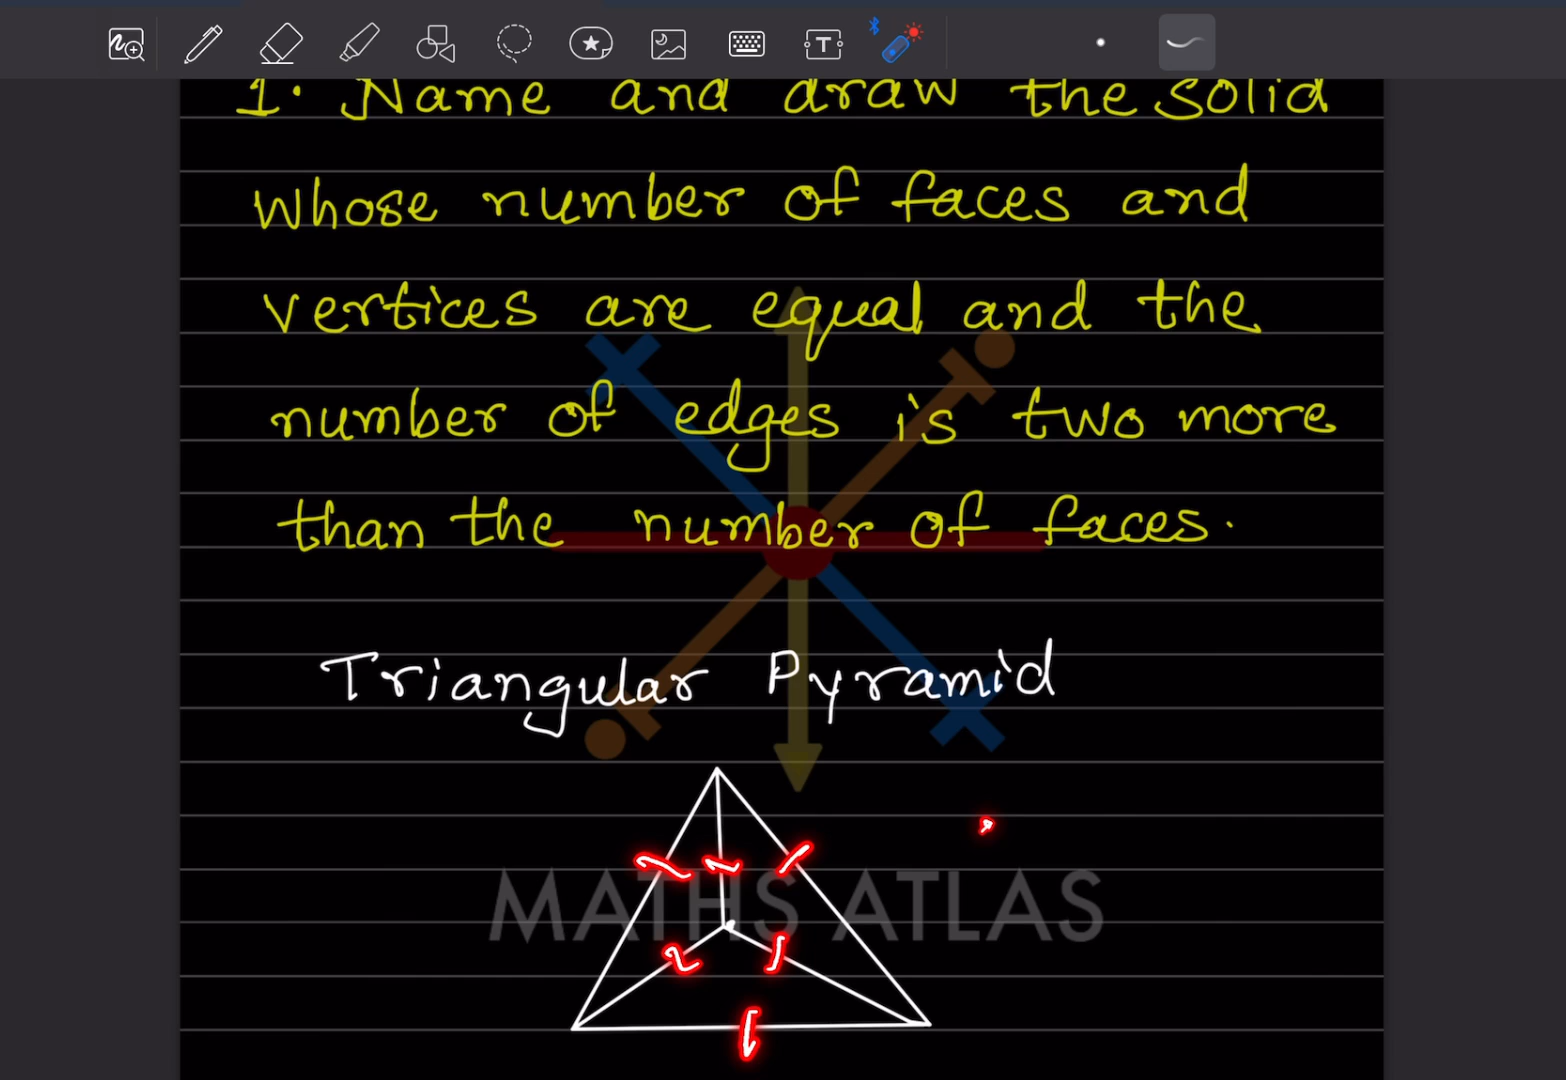 1. Name and draw the solid
whose number of faces and
vertices are equal and the
number of edges is two more
than the number of faces.
Triangular Pyramid
MATHS ATLAS